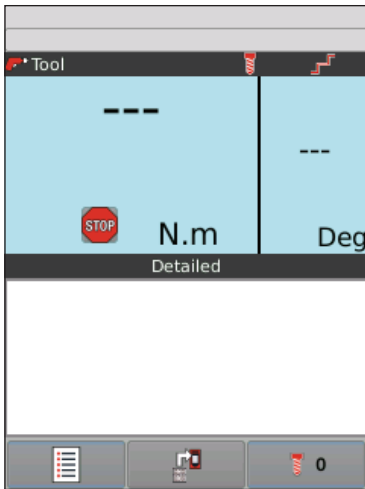 Tool
---
---
STOP
N.m
Deg
Detailed
0